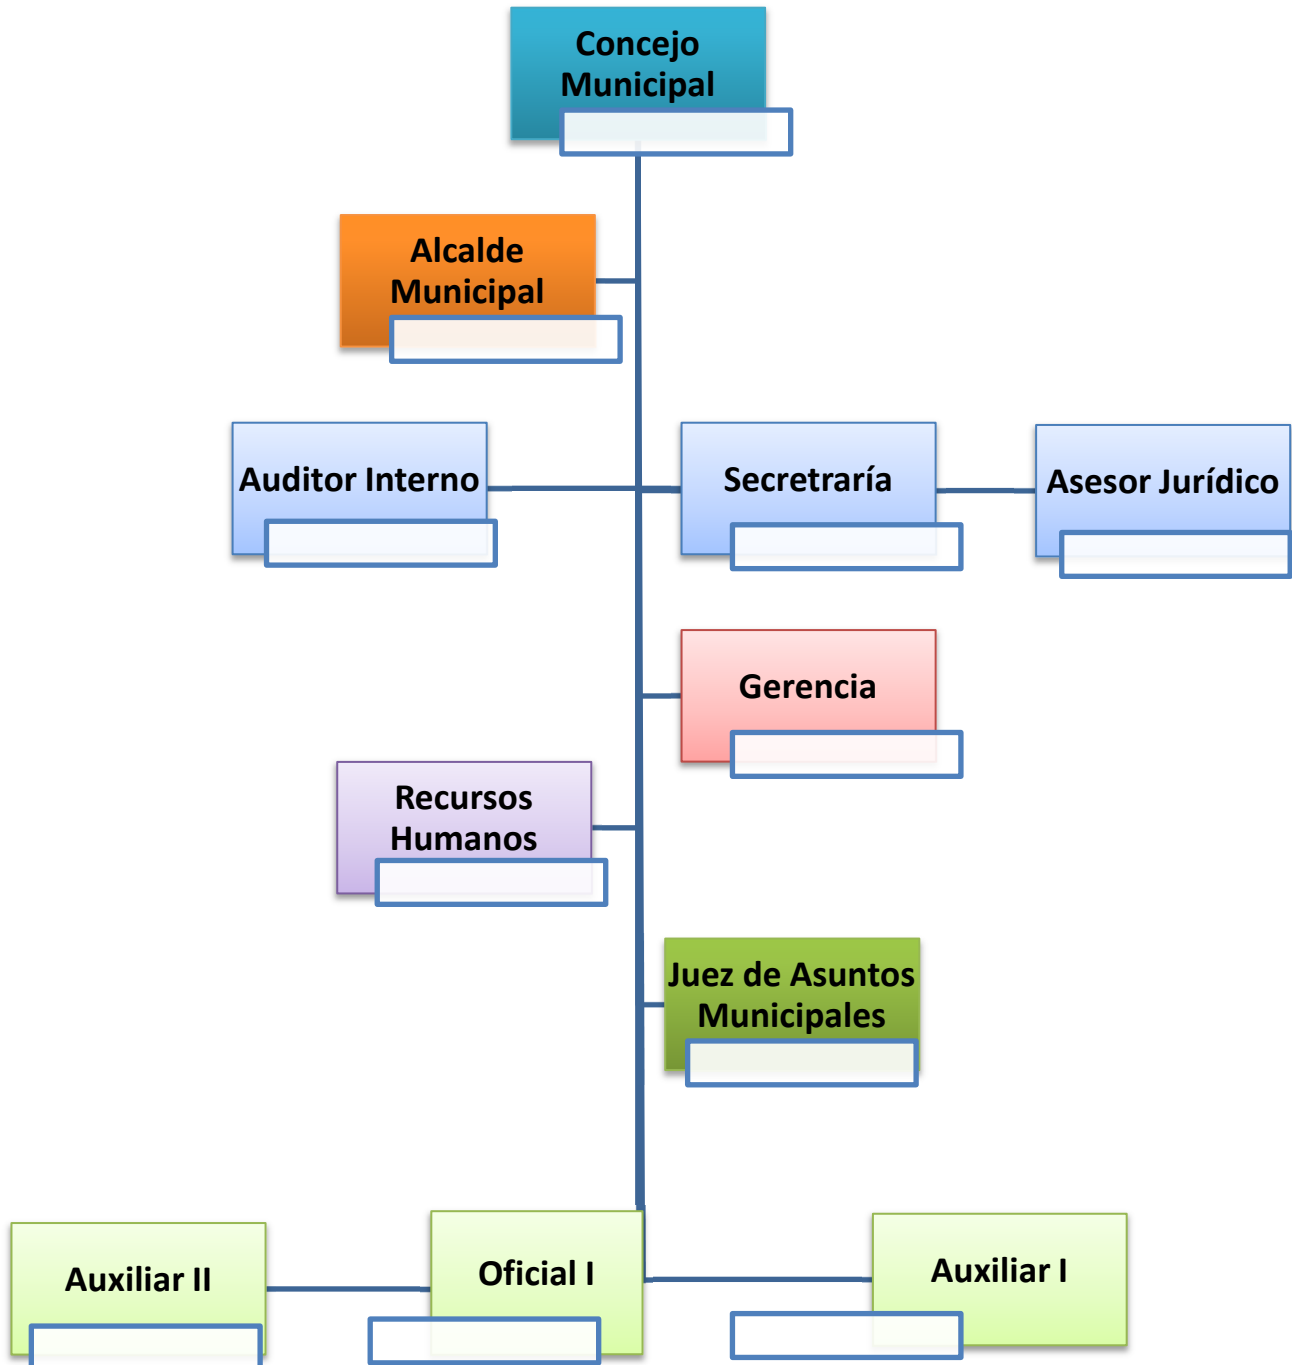 Concejo
Municipal
Alcalde
Municipal
Auditor Interno
Secretraría
Asesor Jurídico
Gerencia
Recursos
Humanos
Juez de Asuntos
Municipales
Auxiliar II
Oficial I
Auxiliar I